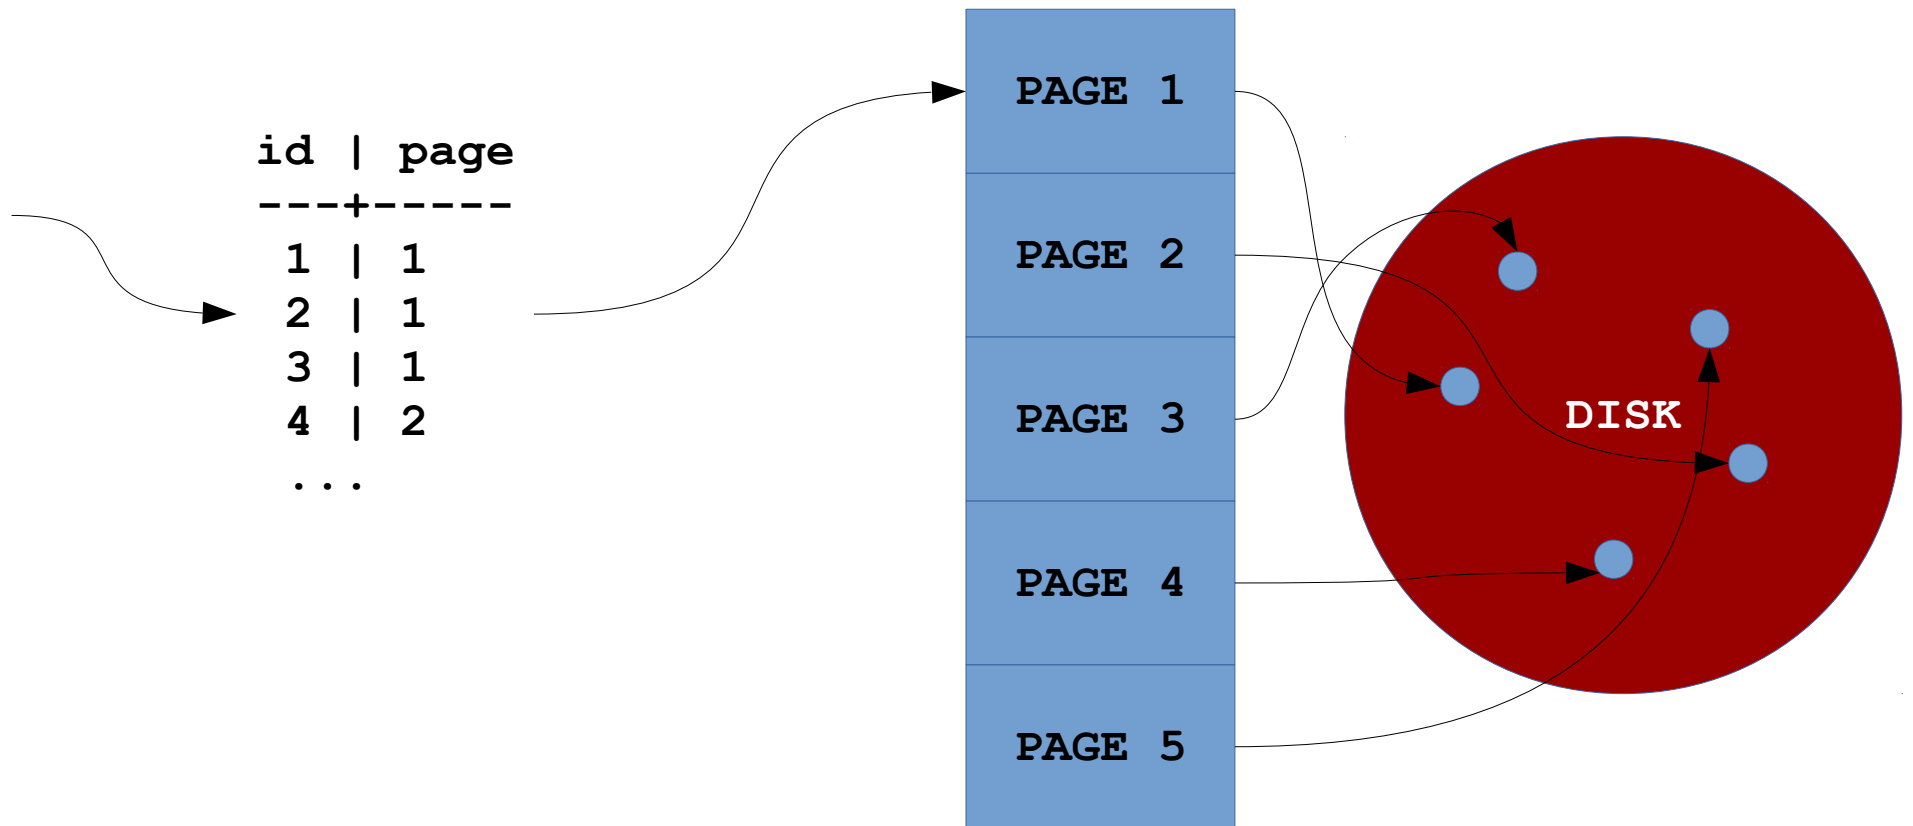 id | page
---+-----
1 | 1
2 | 1
3 | 1
4 | 2
...
PAGE 1
PAGE 2
PAGE 3
PAGE 4
PAGE 5
DISK